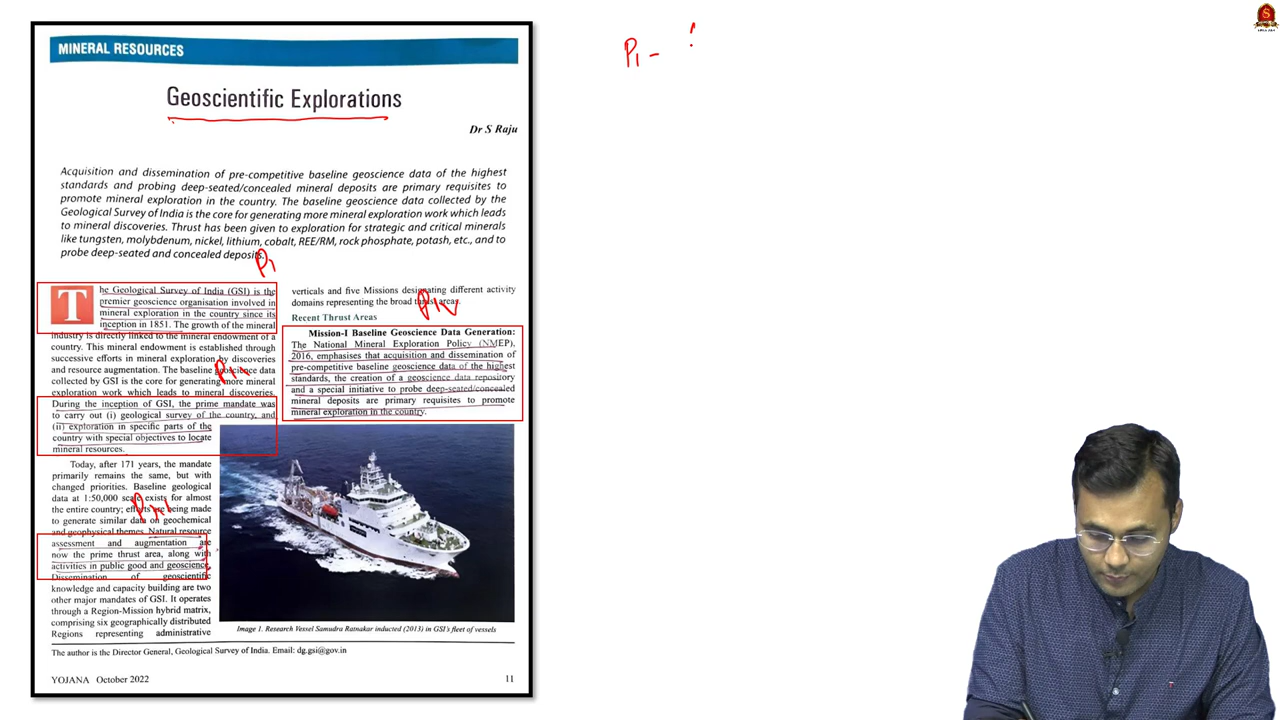 MINERAL RESOURCES
Geoscientific Explorations
Dr S Raju
Acquisition and dissemination of pre-competitive baseline geoscience data of the highest
standards and probing deep-seated/concealed mineral deposits are primary requisites to
promote mineral exploration in the country. The baseline geoscience data collected by the
Geological Survey of India is the core for generating more mineral exploration work which leads
to mineral discoveries. Thrust has been given to exploration for strategic and critical minerals
like tungsten, molybdenum, nickel, lithium, cobalt, REE/RM, rock phosphate, potash, etc., and to
probe deep-seated and concealed deposits.
The Geological Survey of India (GSI) is the
premier geoscience organisation involved in
mineral exploration in the country since its
inception in 1851. The growth of the mineral
industry is directly linked to the mineral endowment of a
country. This mineral endowment is established through
successive efforts in mineral exploration by discoveries
and resource augmentation. The baseline geoscience data
collected by GSI is the core for generating more mineral
exploration work which leads to mineral discoveries.
During the inception of GSI, the prime mandate was
to carry out (i) geological survey of the country, and
(ii) exploration in specific parts of the
country with special objectives to locate
mineral resources.
Today, after 171 years, the mandate
primarily remains the same, but with
changed priorities. Baseline geological
data at 1:50,000 scale exists for almost
the entire country; efforts are being made
to generate similar data on geochemical
and geophysical themes. Natural resource
assessment and augmentation are
now the prime thrust area, along with
activities in public good and geoscience.
Dissemination of geoscientific
knowledge and capacity building are two
other major mandates of GSI. It operates
through a Region-Mission hybrid matrix,
comprising six geographically distributed
Regions representing administrative
verticals and five Missions designating different activity
domains representing the broad thrust areas.
Recent Thrust Areas
Mission-I Baseline Geoscience Data Generation:
The National Mineral Exploration Policy (NMEP),
2016, emphasises that acquisition and dissemination of
pre-competitive baseline geoscience data of the highest
standards, the creation of a geoscience data repository
and a special initiative to probe deep-seated/concealed
mineral deposits are primary requisites to promote
mineral exploration in the country.
Image 1. Research Vessel Samudra Ratnakar inducted (2013) in GSI's fleet of vessels
The author is the Director General, Geological Survey of India. Email: dg.gsi@gov.in
YOJANA October 2022
11
P1
P1V
P1 -